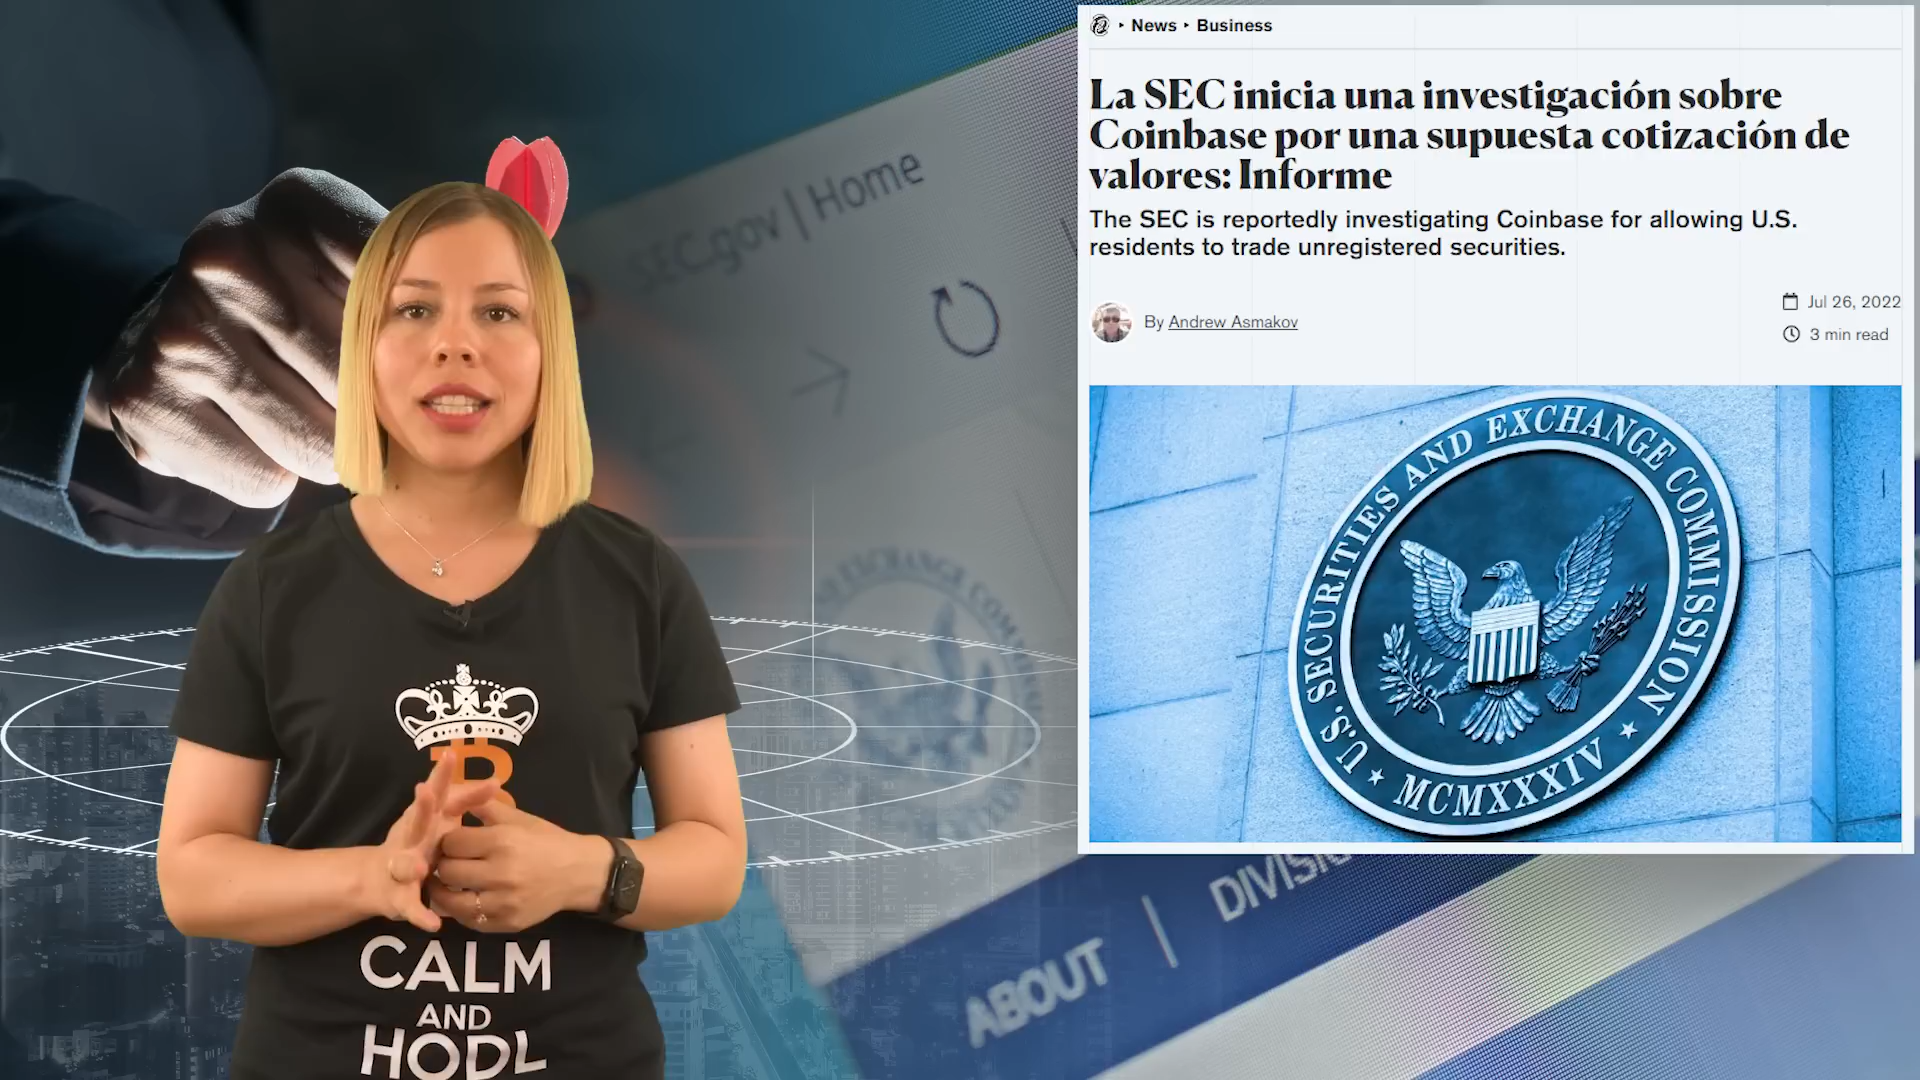 News
Business
La SEC inicia una investigación sobre
Coinbase por una supuesta cotización de
valores: Informe
The SEC is reportedly investigating Coinbase for allowing U.S.
residents to trade unregistered securities.
By Andrew Asmakov
Jul 26, 2022
3 min read
U.S. SECURITIES AND EXCHANGE COMMISSION
MCMXXXIV
SEC.gov | Home
EXCHANGE COMM
ABOUT |
CALM
AND
HODL